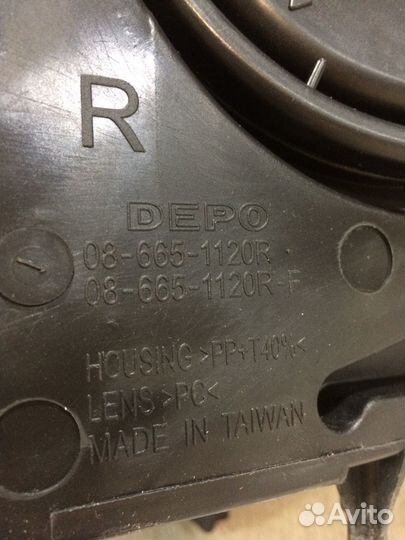 R
DEPO
08-665-1120R
08-665-1120R-F
HOUSING >PP+T40%<
LENS >PC<
MADE IN TAIWAN
Avito